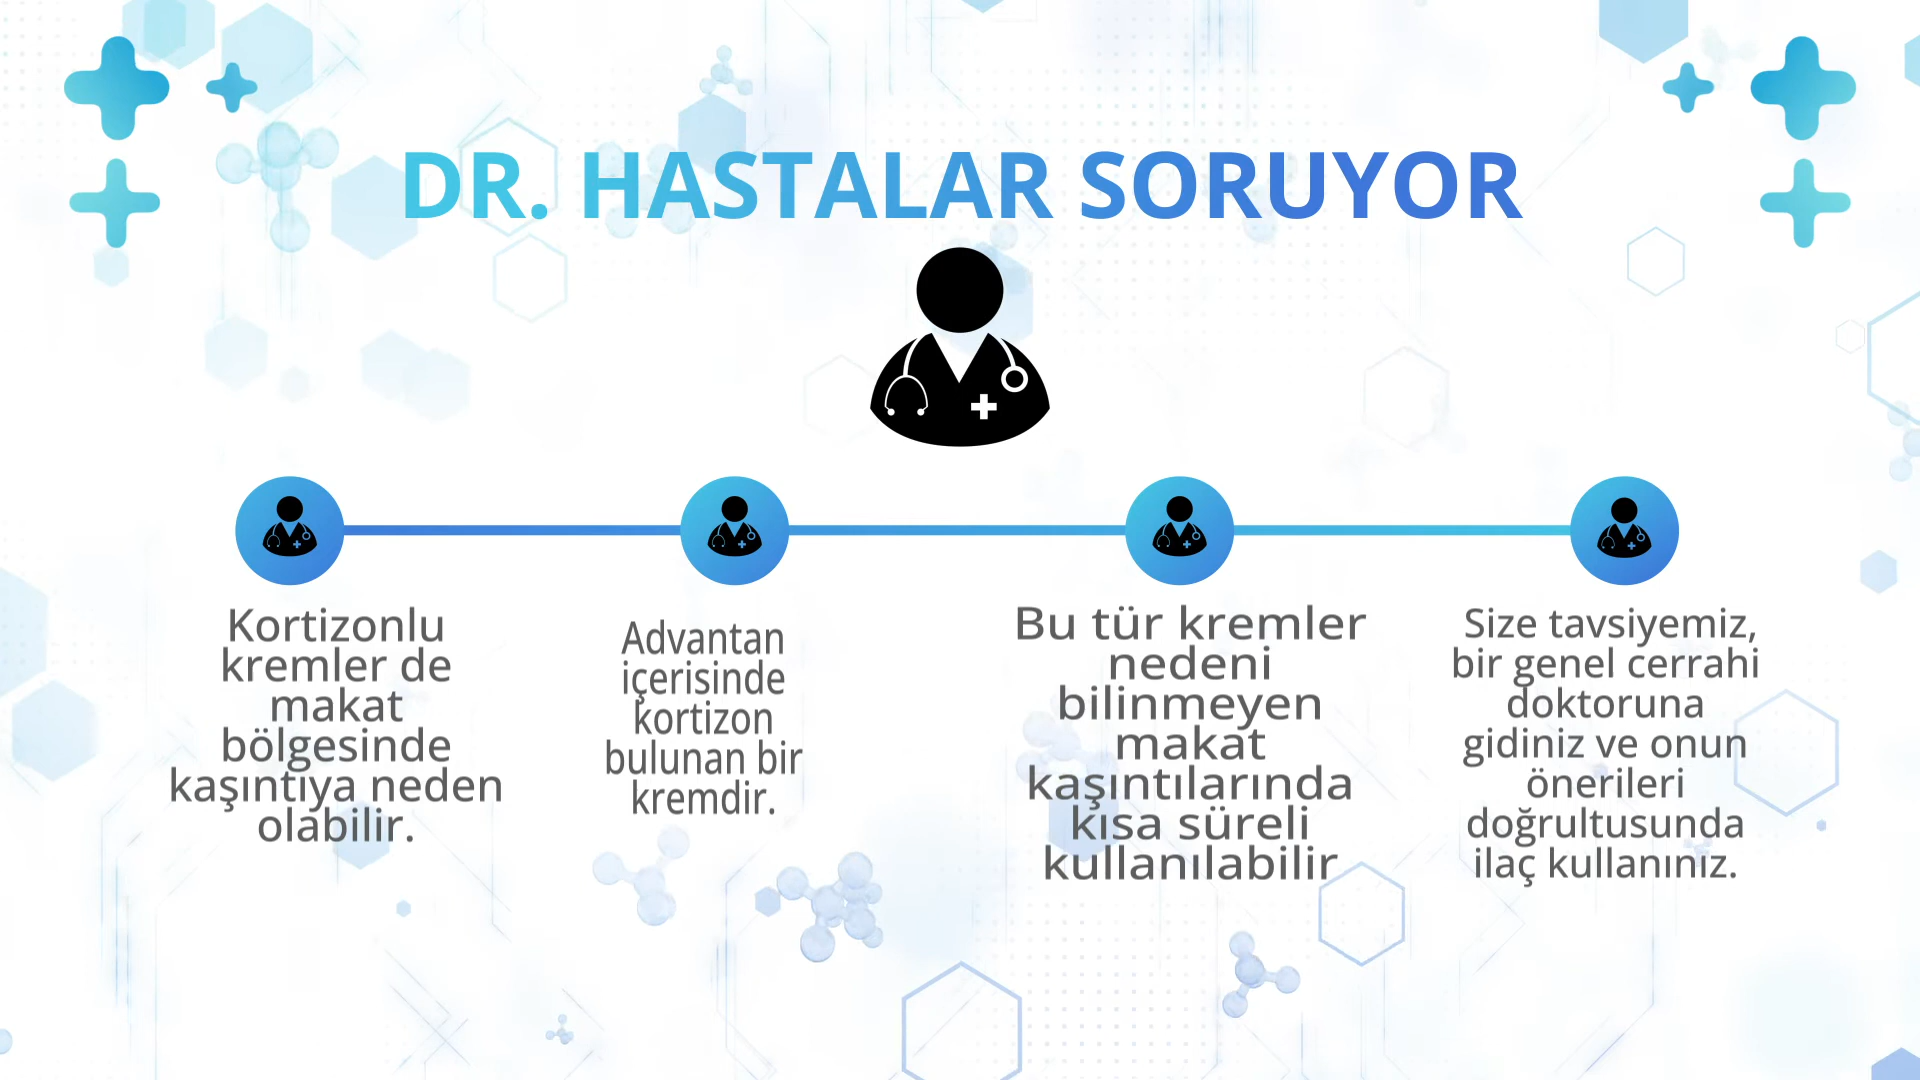 DR. HASTALAR SORUYOR
Kortizonlu
kremler de
makat
bölgesinde
kaşıntıya neden
olabilir.
Advantan
içerisinde
kortizon
bulunan bir
kremdir.
Bu tür kremler
nedeni
bilinmeyen
makat
kaşıntılarında
kısa süreli
kullanılabilir
Size tavsiyemiz,
bir genel cerrahi
doktoruna
gidiniz ve onun
önerileri
doğrultusunda
ilaç kullanınız.